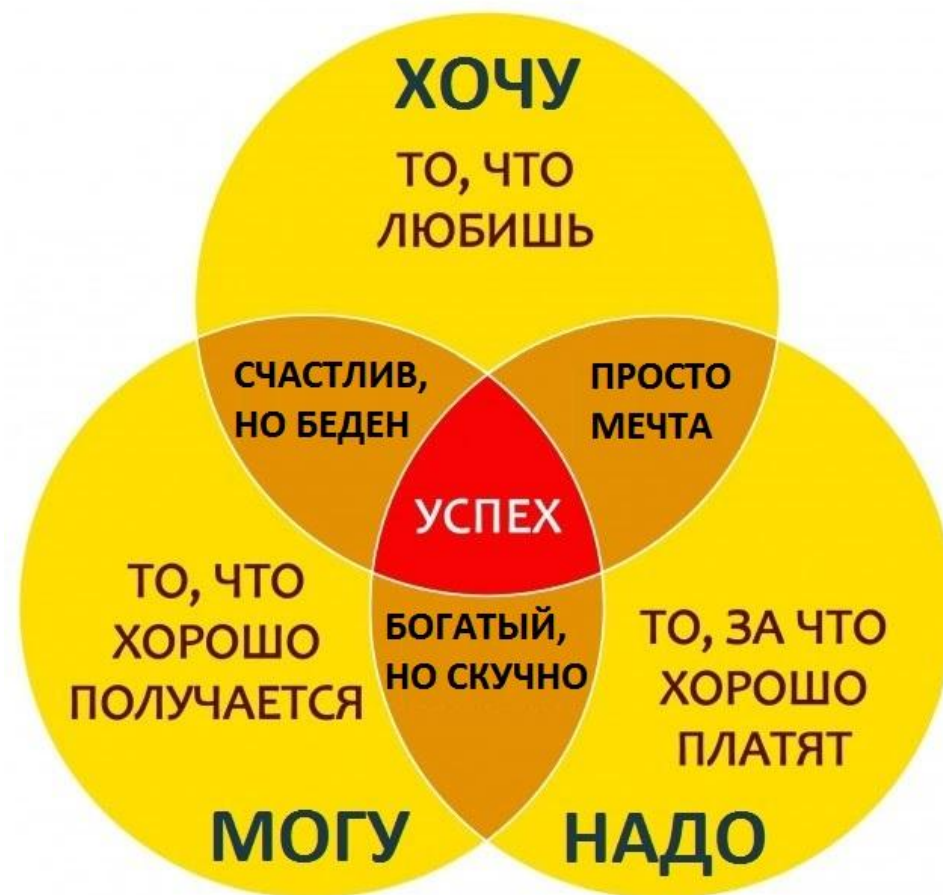 ХОЧУ
ТО, ЧТО
ЛЮБИШЬ
СЧАСТЛИВ,
НО БЕДЕН
ПРОСТО
МЕЧТА
УСПЕХ
ТО, ЧТО
ХОРОШО
ПОЛУЧАЕТСЯ
БОГАТЫЙ,
НО СКУЧНО
ТО, ЗА ЧТО
ХОРОШО
ПЛАТЯТ
МОГУ
НАДО